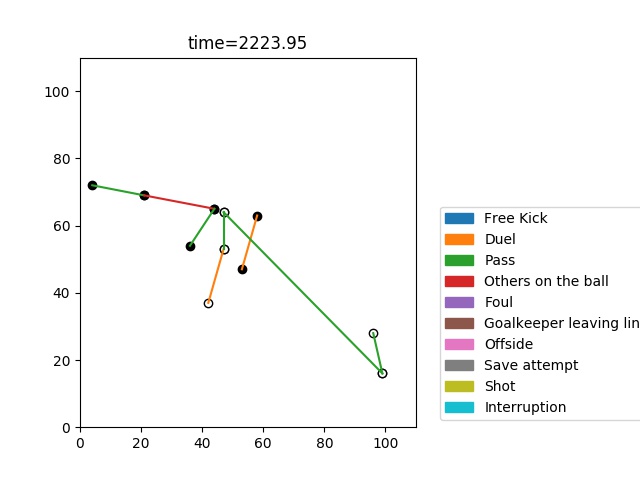 time=2223.95
100
80
60
40
20
0
0 20 40 60 80 100
Free Kick
Duel
Pass
Others on the ball
Foul
Goalkeeper leaving lin
Offside
Save attempt
Shot
Interruption